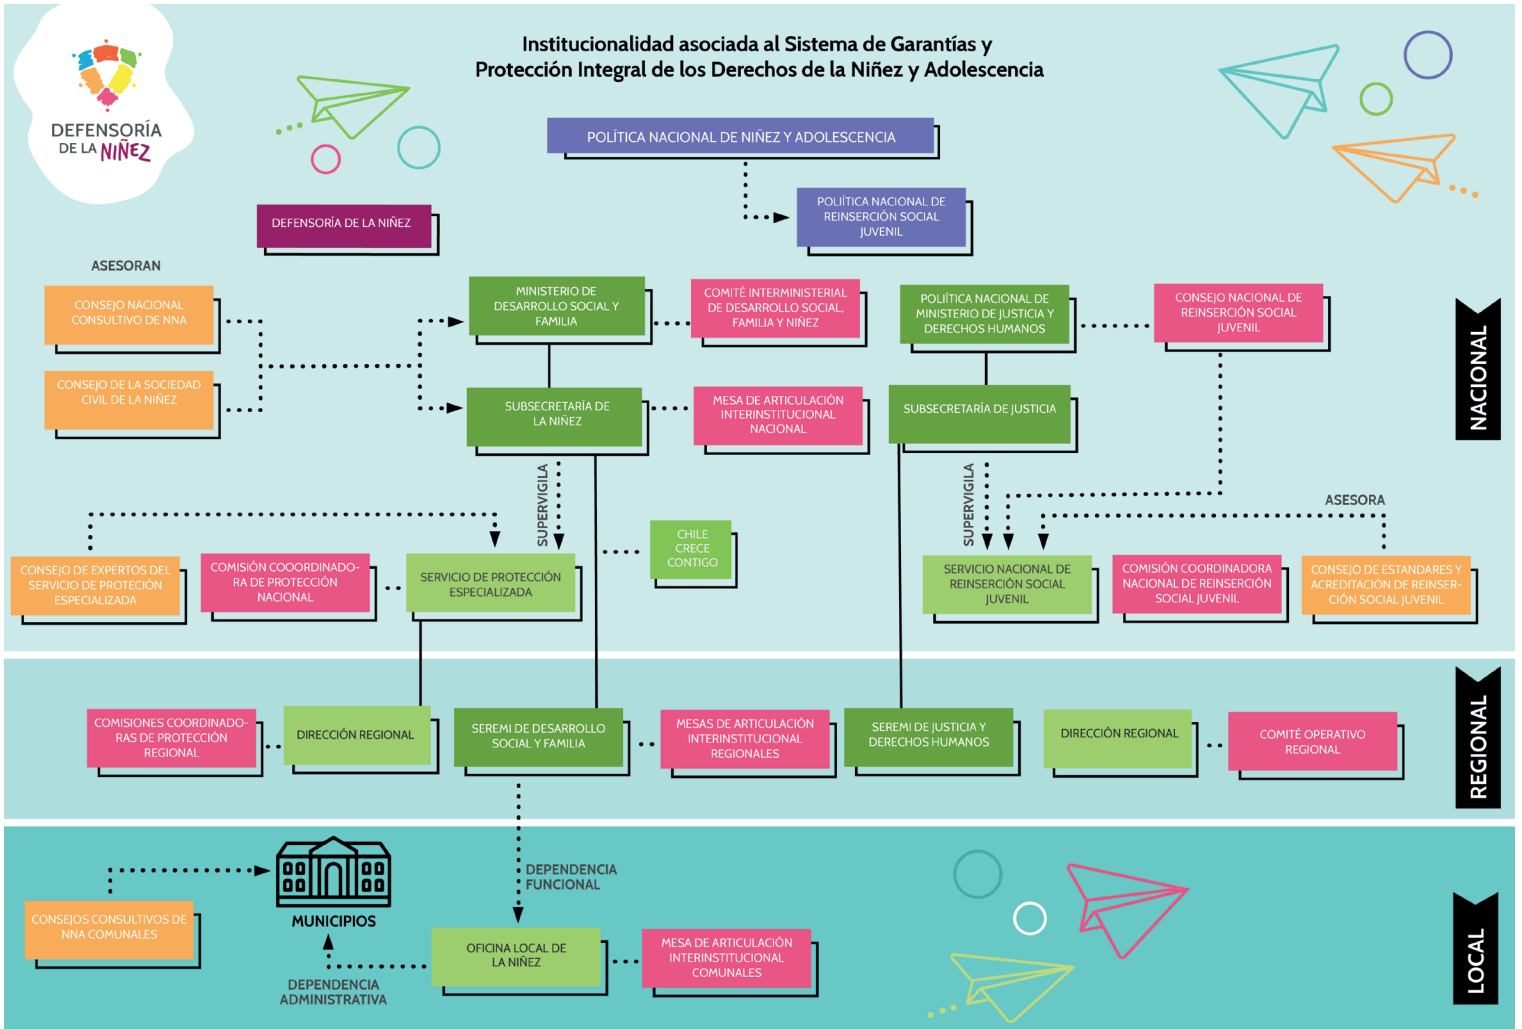 Institucionalidad asociada al Sistema de Garantías y
Protección Integral de los Derechos de la Niñez y Adolescencia
DEFENSORÍA
DE LA NIÑEZ
POLÍTICA NACIONAL DE NIÑEZ Y ADOLESCENCIA
POLÍITICA NACIONAL DE
REINSERCIÓN SOCIAL
JUVENIL
DEFENSORÍA DE LA NIÑEZ
ASESORAN
CONSEJO NACIONAL
CONSULTIVO DE NNA
CONSEJO DE LA SOCIEDAD
CIVIL DE LA NIÑEZ
MINISTERIO DE
DESARROLLO SOCIAL Y
FAMILIA
COMITÉ INTERMINISTERIAL
DE DESARROLLO SOCIAL,
FAMILIA Y NIÑEZ
POLÍITICA NACIONAL DE
MINISTERIO DE JUSTICIA Y
DERECHOS HUMANOS
CONSEJO NACIONAL DE
REINSERCIÓN SOCIAL
JUVENIL
NACIONAL
SUBSECRETARÍA DE
LA NIÑEZ
MESA DE ARTICULACIÓN
INTERINSTITUCIONAL
NACIONAL
SUBSECRETARÍA DE JUSTICIA
SUPERVIGILA
SUPERVIGILA
ASESORA
CHILE
CRECE
CONTIGO
CONSEJO DE EXPERTOS DEL
SERVICIO DE PROTECIÓN
ESPECIALIZADA
COMISIÓN COOORDINADO-
RA DE PROTECCIÓN
NACIONAL
SERVICIO DE PROTECCIÓN
ESPECIALIZADA
SERVICIO NACIONAL DE
REINSERCIÓN SOCIAL
JUVENIL
COMISIÓN COORDINADORA
NACIONAL DE REINSERCIÓN
SOCIAL JUVENIL
CONSEJO DE ESTANDARES Y
ACREDITACIÓN DE REINSER-
CIÓN SOCIAL JUVENIL
COMISIONES COORDINADO-
RAS DE PROTECCIÓN
REGIONAL
DIRECCIÓN REGIONAL
SEREMI DE DESARROLLO
SOCIAL Y FAMILIA
MESAS DE ARTICULACIÓN
INTERINSTITUCIONAL
REGIONALES
SEREMI DE JUSTICIA Y
DERECHOS HUMANOS
DIRECCIÓN REGIONAL
COMITÉ OPERATIVO
REGIONAL
REGIONAL
MUNICIPIOS
DEPENDENCIA
FUNCIONAL
CONSEJOS CONSULTIVOS DE
NNA COMUNALES
OFICINA LOCAL DE
LA NIÑEZ
MESA DE ARTICULACIÓN
INTERINSTITUCIONAL
COMUNALES
DEPENDENCIA
ADMINISTRATIVA
LOCAL